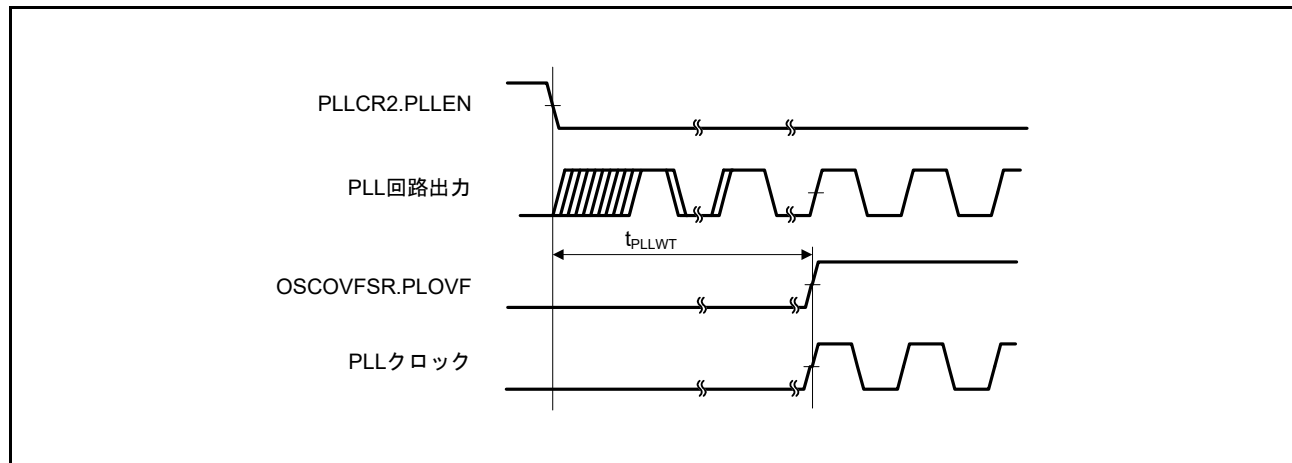 PLLCR2.PLLEN
PLL回路出力
tPLLWT
OSCOVFSR.PLOVF
PLLクロック